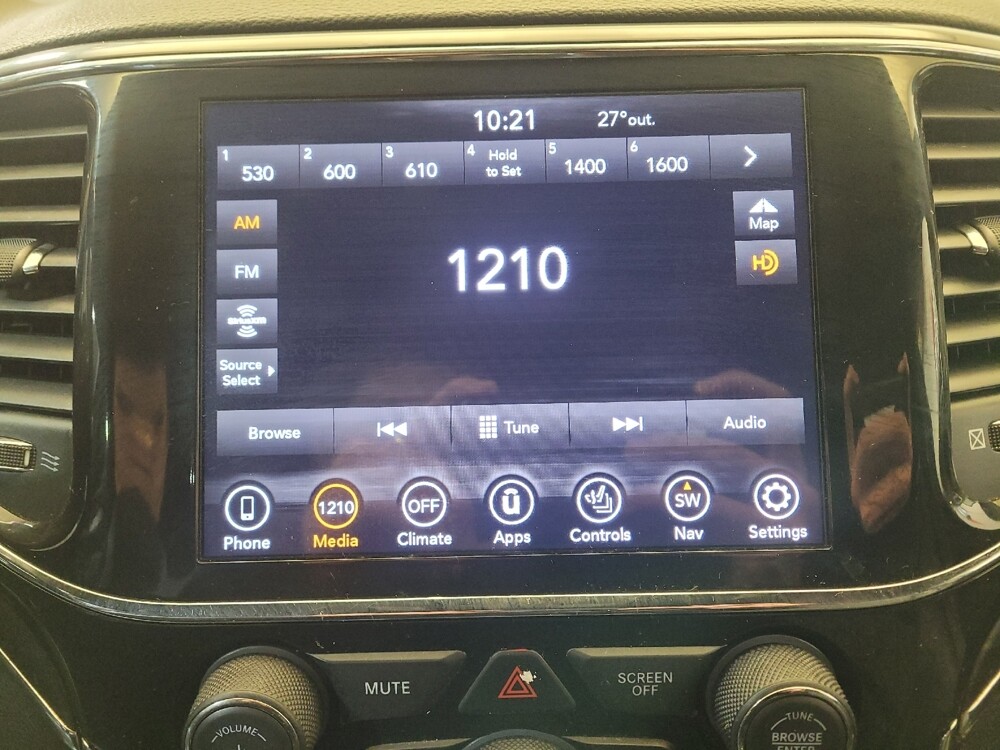 10:21 27°out.
1 530 2 600 3 610 4 Hold to Set 5 1400 6 1600
AM
Map
FM
HD
1210
SiriusXM
Source
Select
Browse Tune Audio
1210 OFF SW
Phone Media Climate Apps Controls Nav Settings
MUTE
SCREEN
OFF
VOLUME
TUNE
BROWSE
ENTER